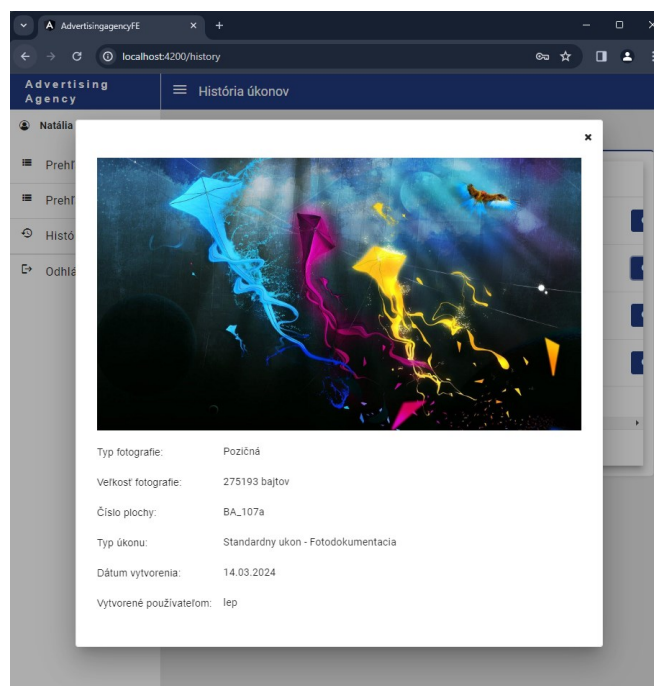 AdvertisingagencyFE
localhost:4200/history
Advertising
Agency
História úkonov
Natália
Prehľ
Prehľ
Histó
Odhlá
Typ fotografie: Pozičná
Veľkosť fotografie: 275193 bajtov
Číslo plochy: BA_107a
Typ úkonu: Standardny ukon - Fotodokumentacia
Dátum vytvorenia: 14.03.2024
Vytvorené používateľom: lep